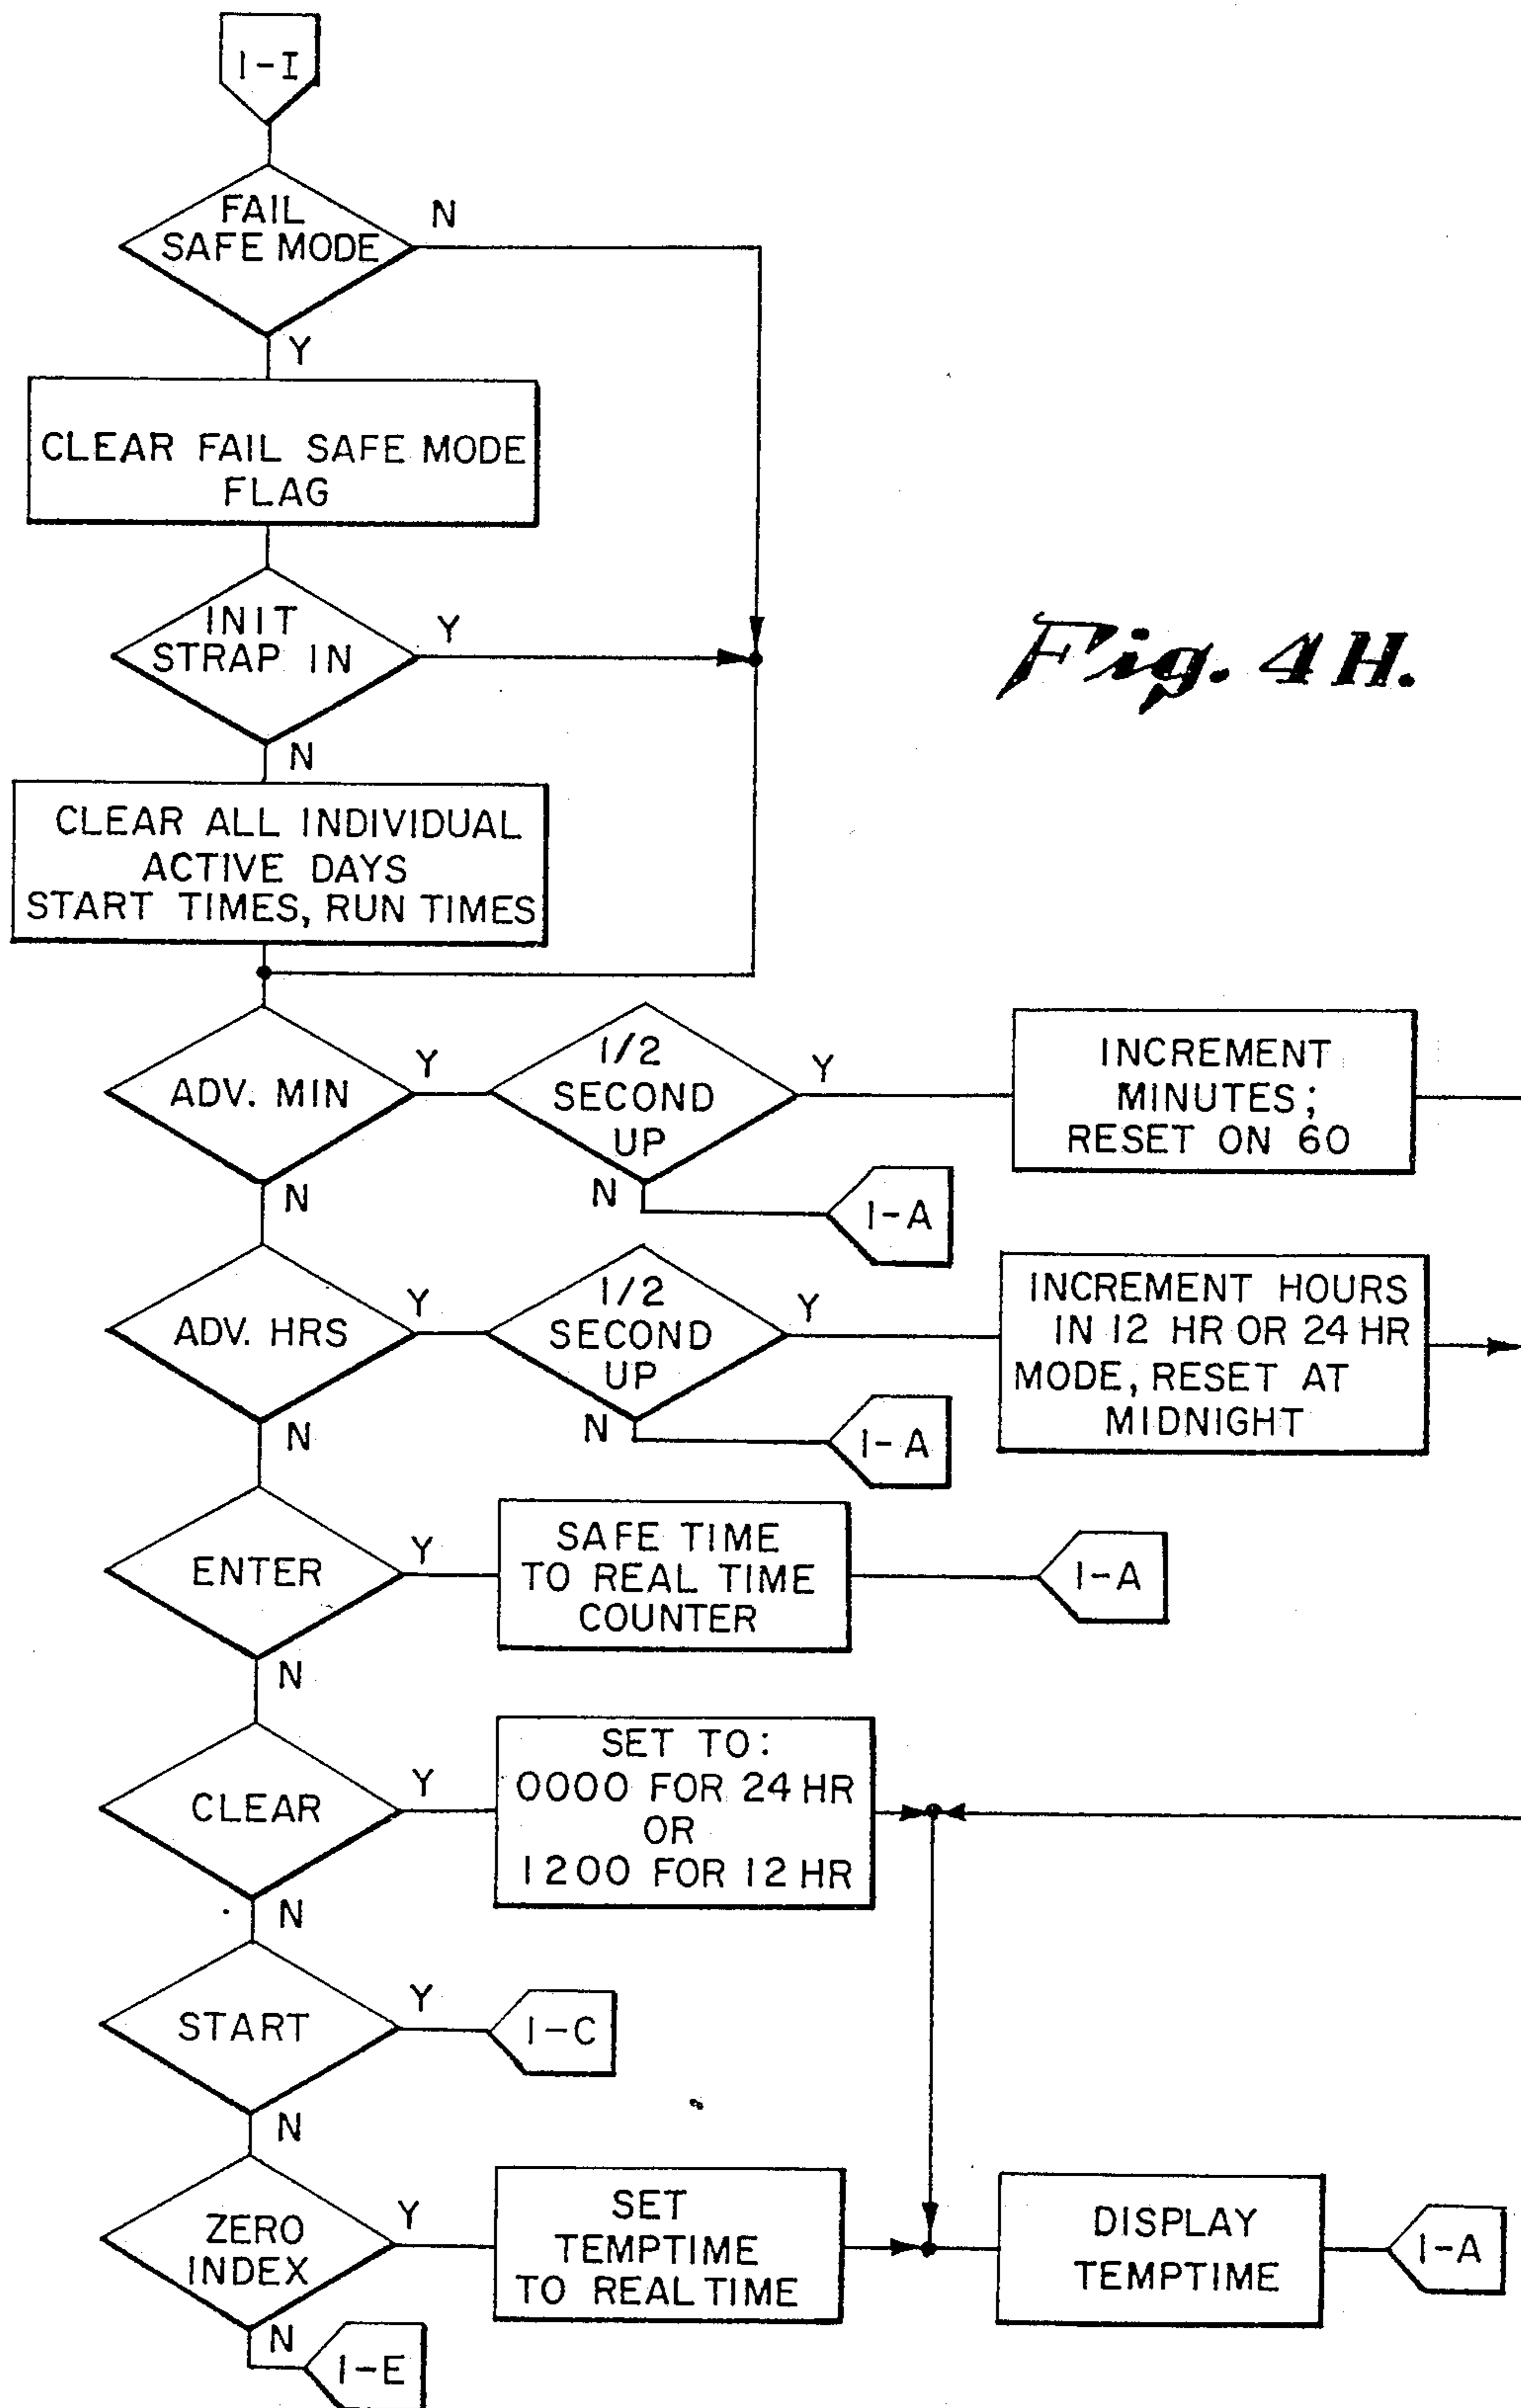 1-I
FAIL
SAFE MODE
N
Y
CLEAR FAIL SAFE MODE
FLAG
INIT
STRAP IN
Y
N
Fig. 4H.
CLEAR ALL INDIVIDUAL
ACTIVE DAYS
START TIMES, RUN TIMES
ADV. MIN
Y
N
1/2
SECOND
UP
Y
N
1-A
INCREMENT
MINUTES;
RESET ON 60
ADV. HRS
Y
N
1/2
SECOND
UP
Y
N
1-A
INCREMENT HOURS
IN 12 HR OR 24 HR
MODE, RESET AT
MIDNIGHT
ENTER
Y
N
SAFE TIME
TO REAL TIME
COUNTER
1-A
CLEAR
Y
N
SET TO:
0000 FOR 24 HR
OR
1200 FOR 12 HR
START
Y
N
1-C
ZERO
INDEX
Y
N
SET
TEMPTIME
TO REAL TIME
DISPLAY
TEMPTIME
1-A
1-E